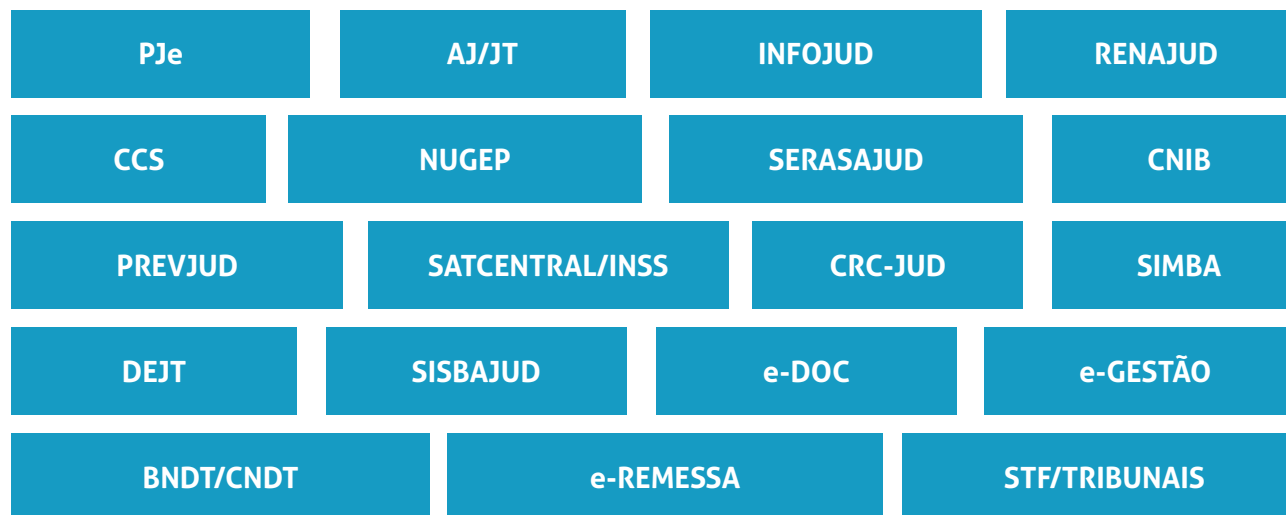 PJe AJ/JT INFOJUD RENAJUD
CCS NUGEP SERASAJUD CNIB
PREVJUD SATCENTRAL/INSS CRC-JUD SIMBA
DEJT SISBAJUD e-DOC e-GESTÃO
BNDT/CNDT e-REMESSA STF/TRIBUNAIS